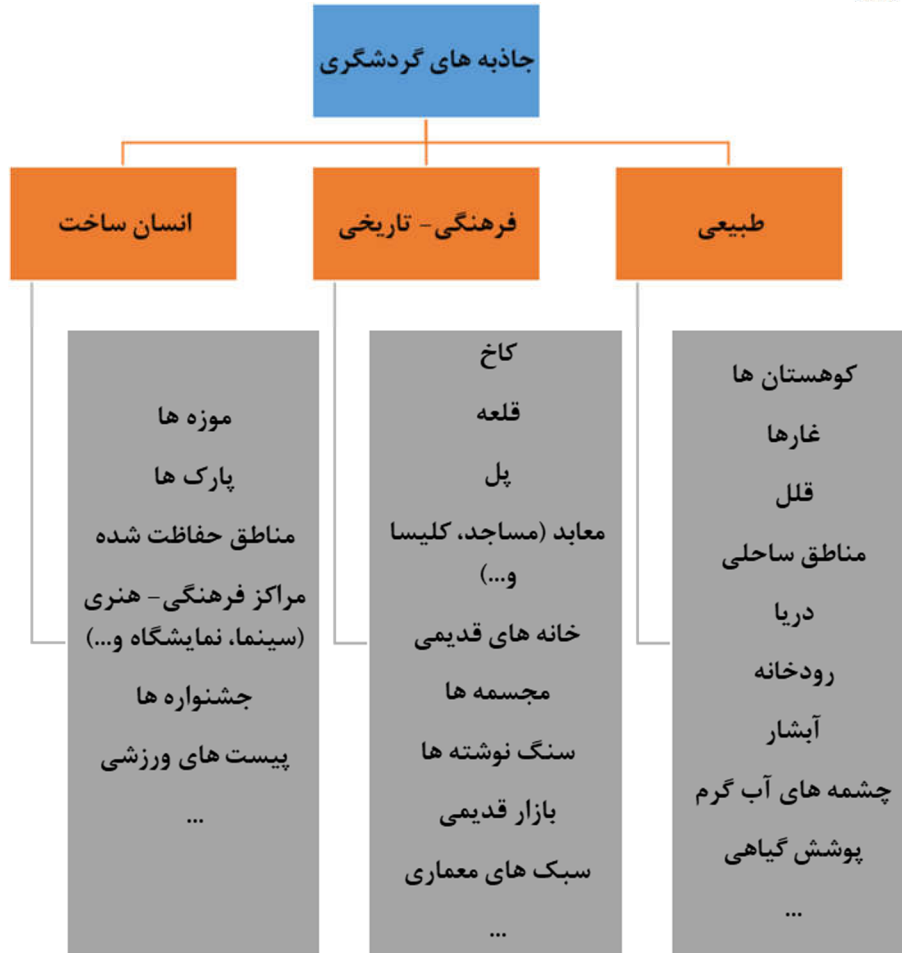 جاذبه های گردشگری
طبیعی
فرهنگی- تاریخی
انسان ساخت
کوهستان ها
غارها
قلل
مناطق ساحلی
دریا
رودخانه
آبشار
چشمه های آب گرم
پوشش گیاهی
...
کاخ
قلعه
پل
معابد (مساجد، کلیسا
و...)
خانه های قدیمی
مجسمه ها
سنگ نوشته ها
بازار قدیمی
سبک های معماری
...
موزه ها
پارک ها
مناطق حفاظت شده
مراکز فرهنگی- هنری
(سینما، نمایشگاه و...)
جشنواره ها
پیست های ورزشی
...